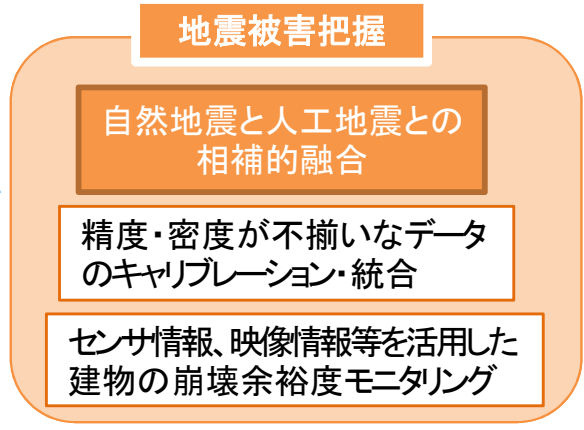 地震被害把握
自然地震と人工地震との
相補的融合
精度・密度が不揃いなデータ
のキャリブレーション・統合
センサ情報、映像情報等を活用した
建物の崩壊余裕度モニタリング